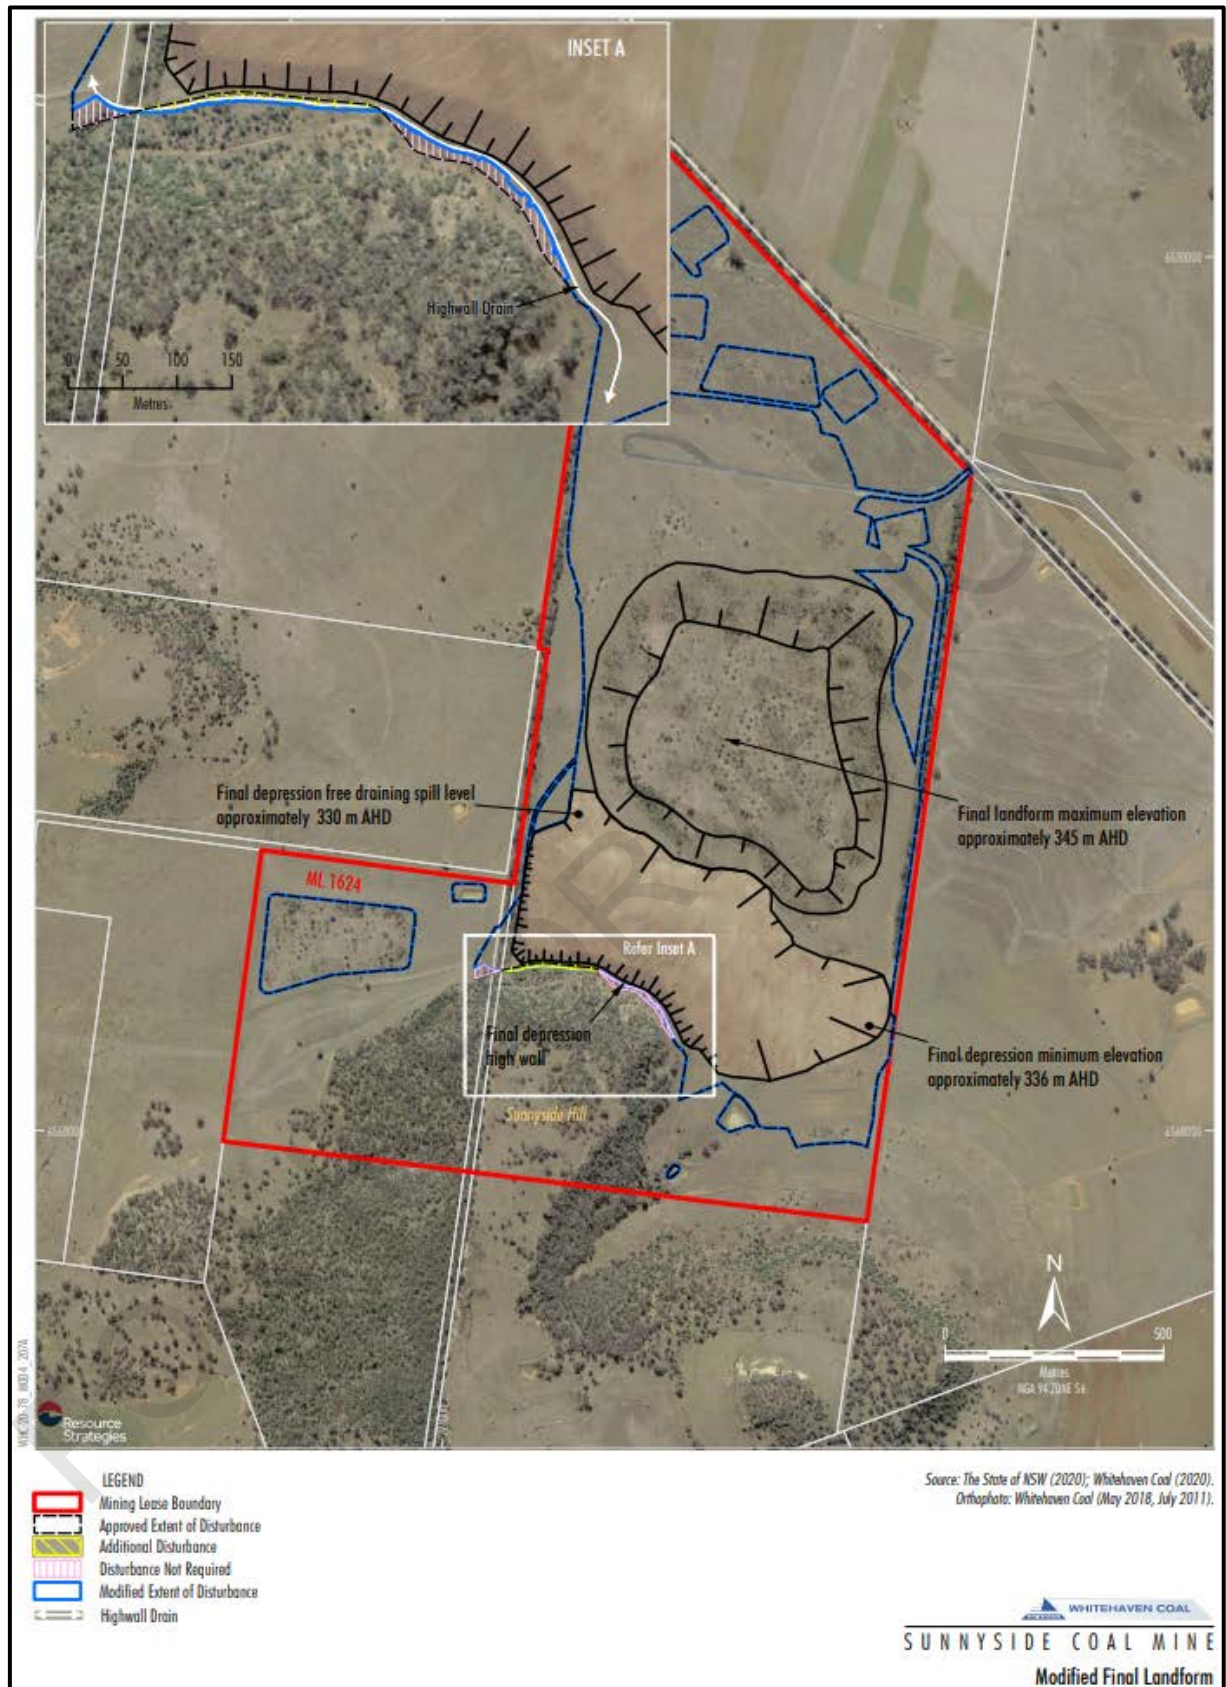 INSET A
Highwall Drain
0 50 100 150
Metres
6570000
Final depression free draining spill level
approximately 330 m AHD
Final landform maximum elevation
approximately 345 m AHD
ML 1624
Refer Inset A
Final depression
high wall
Final depression minimum elevation
approximately 336 m AHD
Sunnyside Hill
N
0 500
Metres
Resource
Strategies
LEGEND
Mining Lease Boundary
Approved Extent of Disturbance
Additional Disturbance
Disturbance Not Required
Modified Extent of Disturbance
Highwall Drain
Source: The State of NSW (2020); Whitehaven Coal (2020).
Orthophoto: Whitehaven Coal (May 2018, July 2011).
WHITEHAVEN COAL
SUNNYSIDE COAL MINE
Modified Final Landform